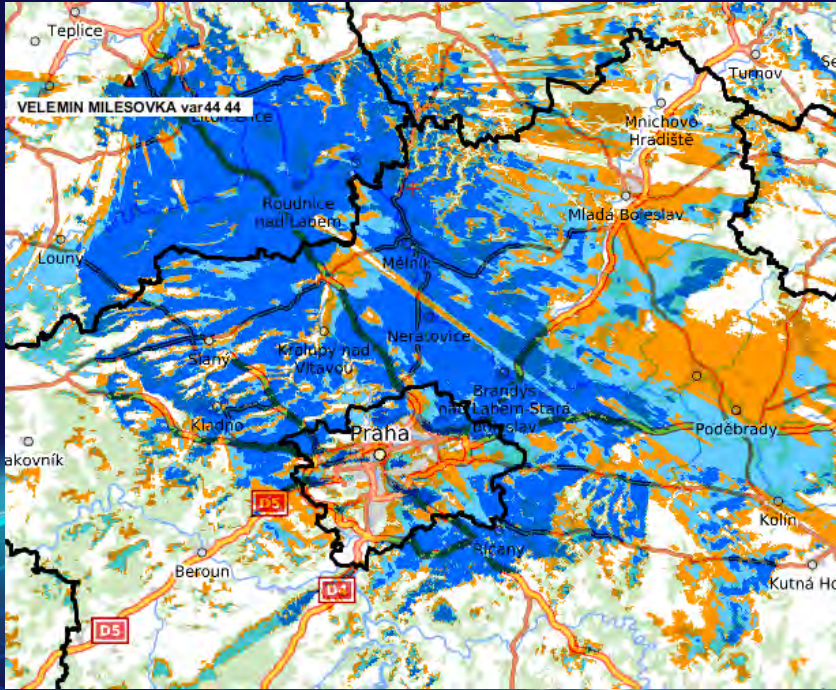 Teplice
Turnov
VELEMIN MILESOVKA var44 44
Litoměřice
Mnichovo
Hradiště
Roudnice
nad Labem
Mladá Boleslav
Louny
Mělník
Neratovice
Slaný
Kralupy nad
Vltavou
Brandýs
nad Labem-Stará
Boleslav
Kladno
Praha
Poděbrady
akovník
D5
Kolín
Říčany
Beroun
Kutná Ho
D5